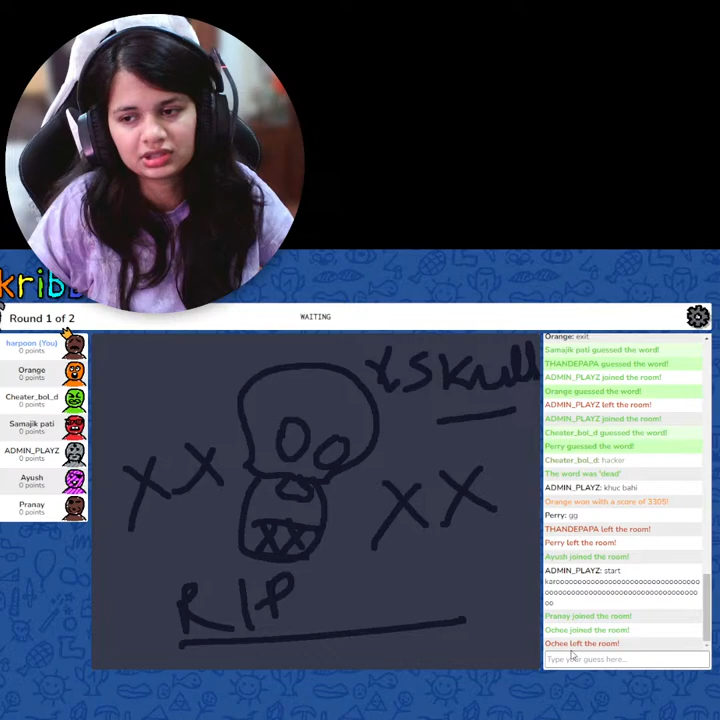 kribb
Round 1 of 2
WAITING
harpoon (You)
0 points
Orange
0 points
Cheater_bol_d
0 points
Samajik pati
0 points
ADMIN_PLAYZ
0 points
Ayush
0 points
Pranay
0 points
Skull
XX
XX
XX
RIP
Orange: exit
Samajik pati guessed the word!
THANDEPAPA guessed the word!
ADMIN_PLAYZ joined the room!
Orange guessed the word!
ADMIN_PLAYZ left the room!
ADMIN_PLAYZ joined the room!
Cheater_bol_d guessed the word!
Perry guessed the word!
Cheater_bol_d: hacker
The word was 'dead'
ADMIN_PLAYZ: khuc bahi
Orange won with a score of 3305!
Perry: gg
THANDEPAPA left the room!
Perry left the room!
Ayush joined the room!
ADMIN_PLAYZ: start
Pranay joined the room!
Ochee joined the room!
Ochee left the room!
Type your guess here...